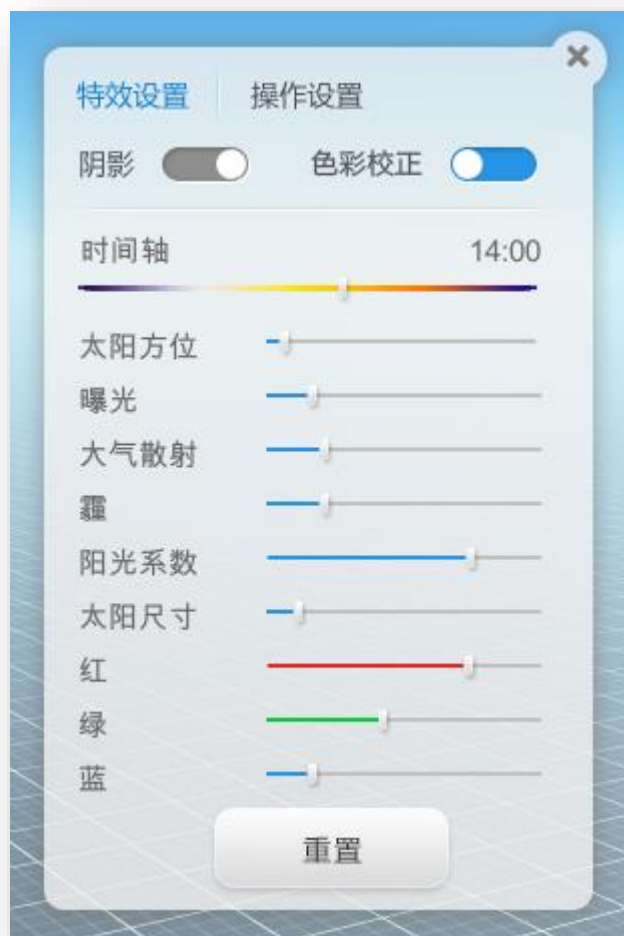 特效设置 操作设置
阴影 色彩校正
时间轴 14:00
太阳方位
曝光
大气散射
霾
阳光系数
太阳尺寸
红
绿
蓝
重置